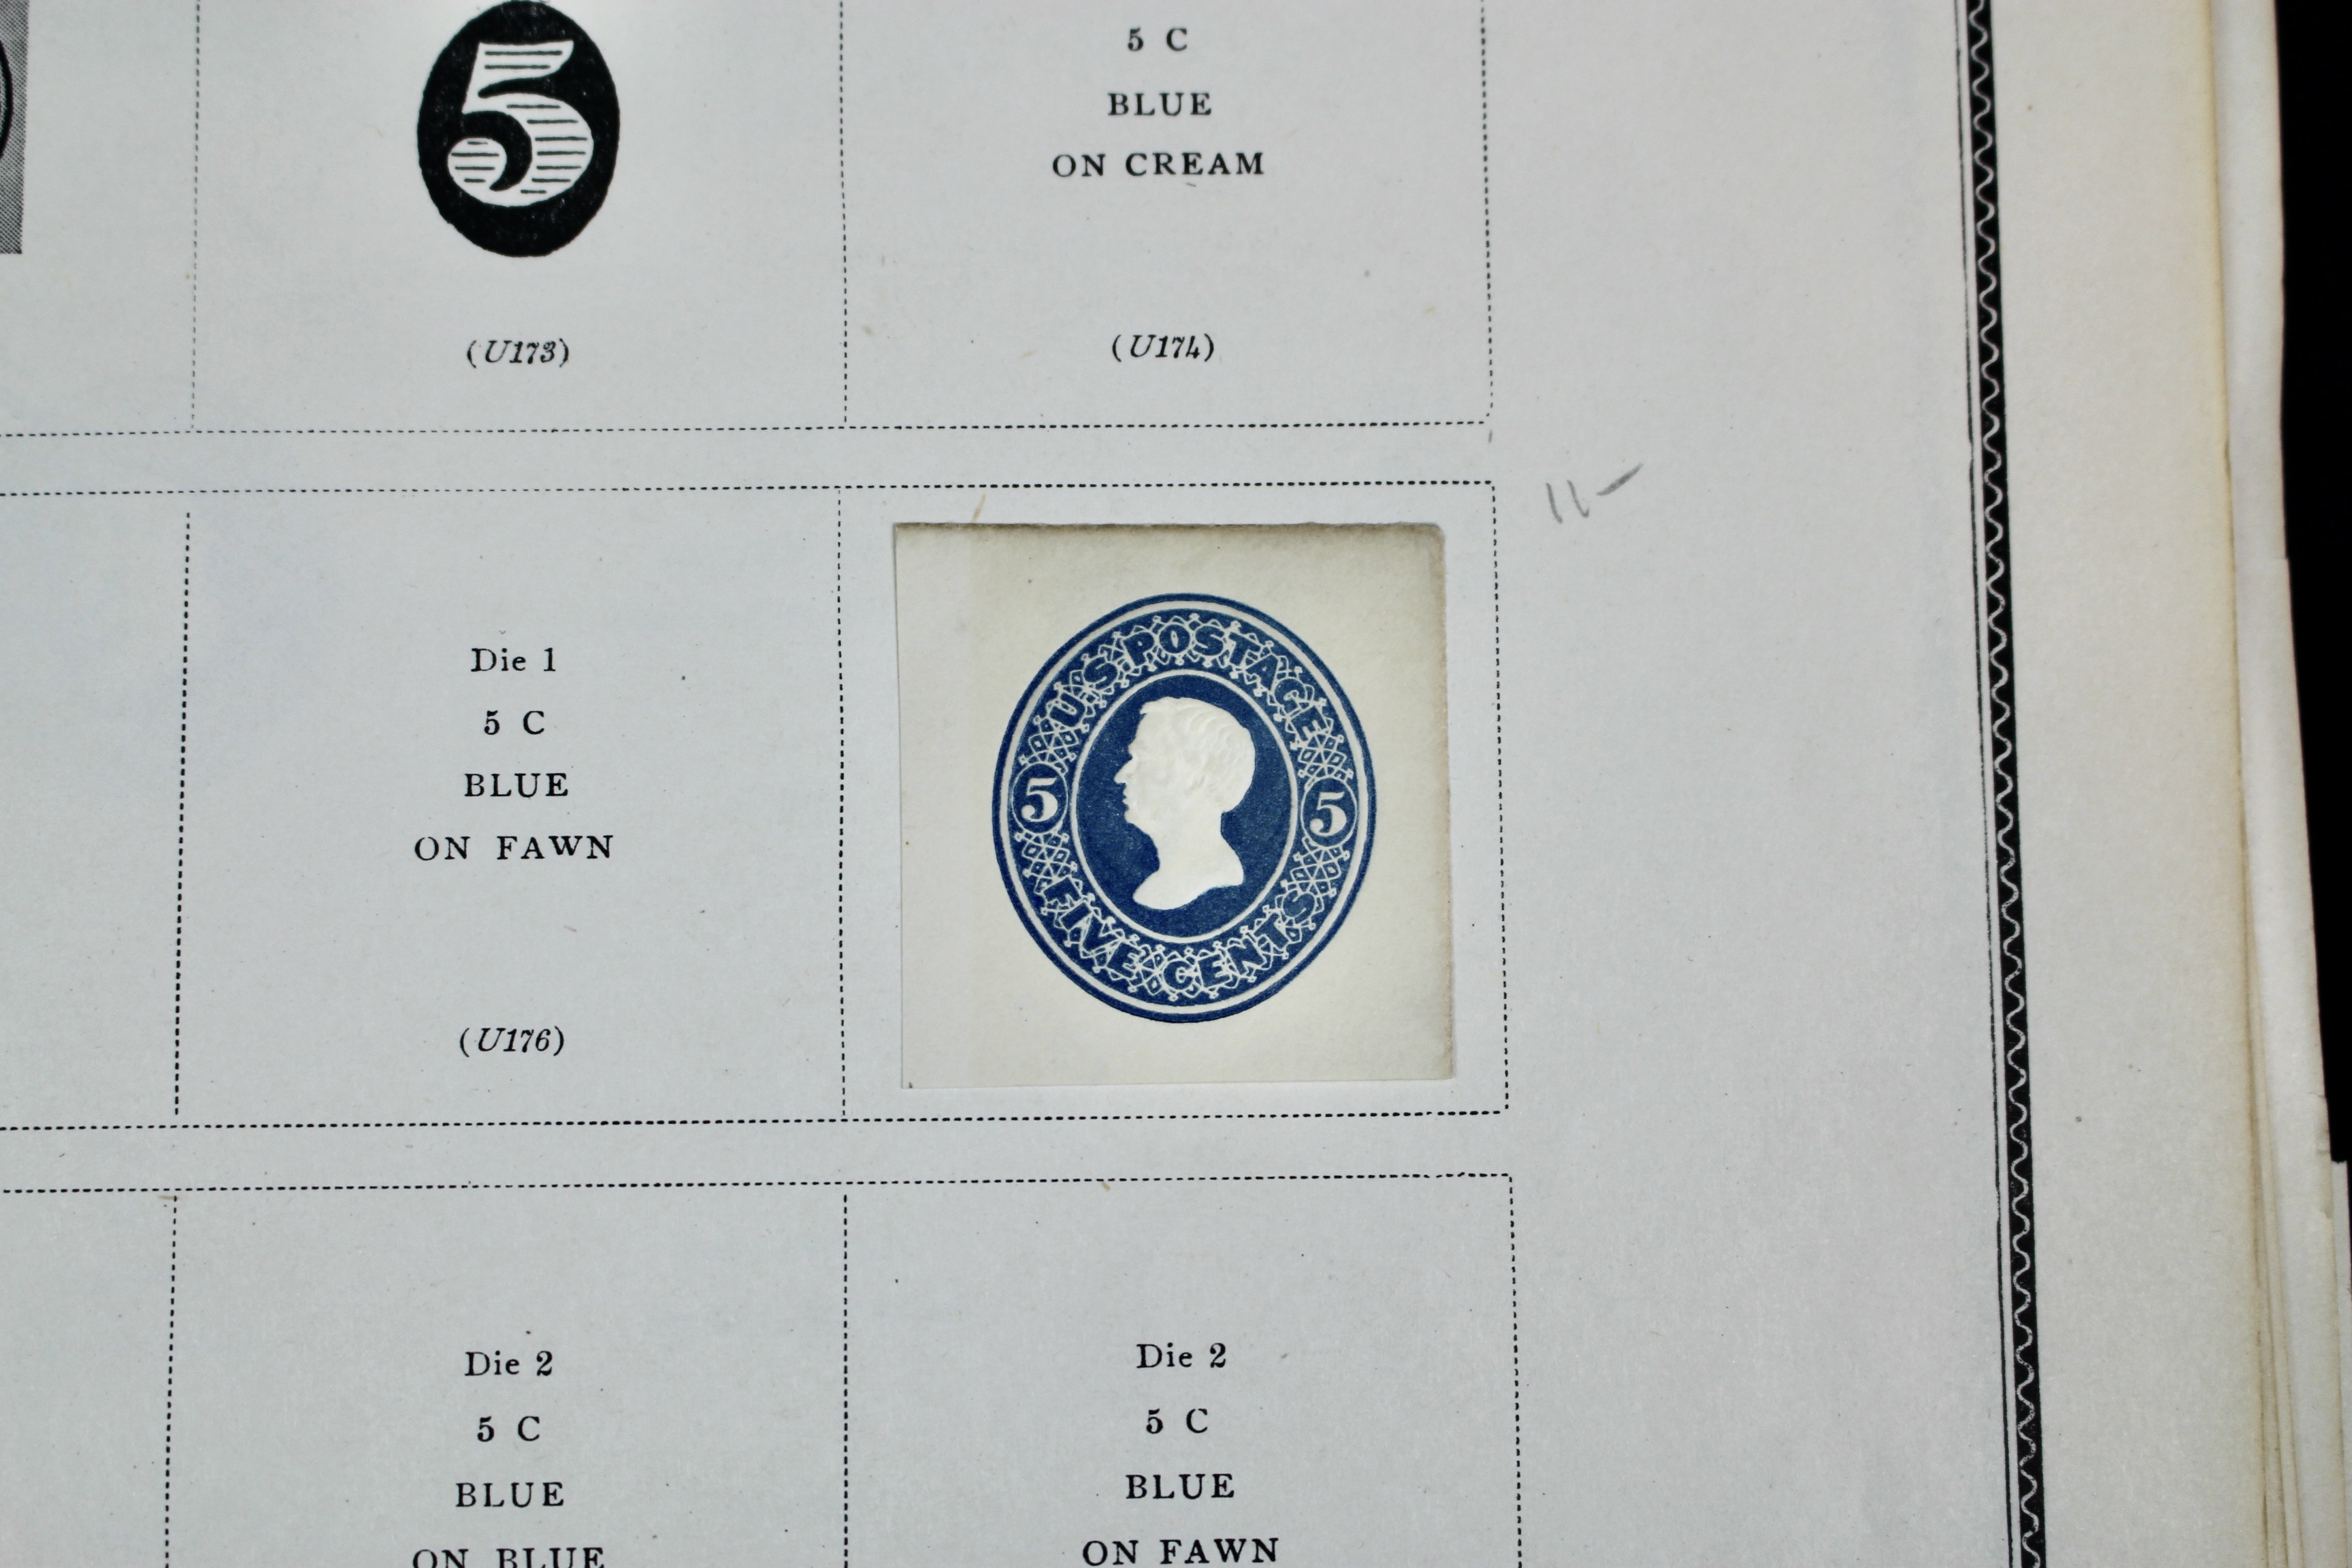 5
5 C
BLUE
ON CREAM
(U173)
(U174)
11-
Die 1
5 C
BLUE
ON FAWN
(U176)
U.S. POSTAGE
5
5
FIVE CENTS
Die 2
5 C
BLUE
ON BLUE
Die 2
5 C
BLUE
ON FAWN